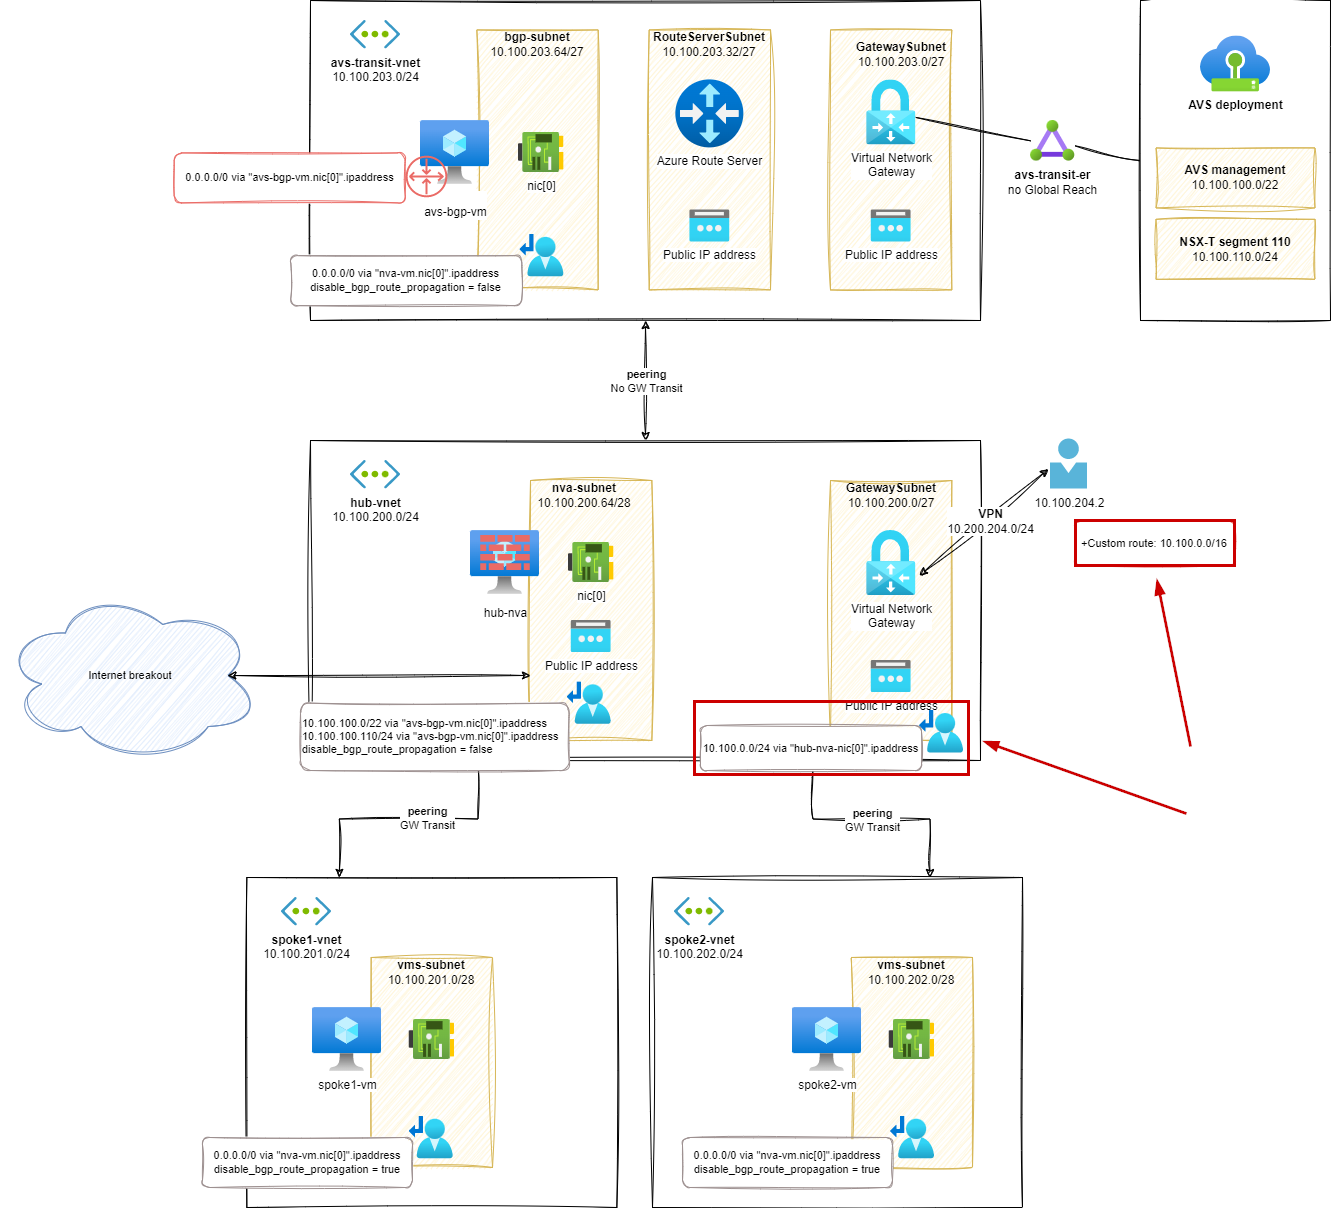 avs-transit-vnet
10.100.203.0/24
bgp-subnet
10.100.203.64/27
RouteServerSubnet
10.100.203.32/27
GatewaySubnet
10.100.203.0/27
AVS deployment
0.0.0.0/0 via "avs-bgp-vm.nic[0]".ipaddress
avs-bgp-vm
nic[0]
Azure Route Server
Virtual Network
Gateway
avs-transit-er
no Global Reach
AVS management
10.100.100.0/22
NSX-T segment 110
10.100.110.0/24
Public IP address
Public IP address
0.0.0.0/0 via "nva-vm.nic[0]".ipaddress
disable_bgp_route_propagation = false
peering
No GW Transit
hub-vnet
10.100.200.0/24
nva-subnet
10.100.200.64/28
GatewaySubnet
10.100.200.0/27
VPN
10.200.204.0/24
10.100.204.2
+Custom route: 10.100.0.0/16
hub-nva
nic[0]
Virtual Network
Gateway
Internet breakout
Public IP address
Public IP address
10.100.100.0/22 via "avs-bgp-vm.nic[0]".ipaddress
10.100.100.110/24 via "avs-bgp-vm.nic[0]".ipaddress
disable_bgp_route_propagation = false
10.100.0.0/24 via "hub-nva-nic[0]".ipaddress
peering
GW Transit
peering
GW Transit
spoke1-vnet
10.100.201.0/24
vms-subnet
10.100.201.0/28
spoke1-vm
0.0.0.0/0 via "nva-vm.nic[0]".ipaddress
disable_bgp_route_propagation = true
spoke2-vnet
10.100.202.0/24
vms-subnet
10.100.202.0/28
spoke2-vm
0.0.0.0/0 via "nva-vm.nic[0]".ipaddress
disable_bgp_route_propagation = true